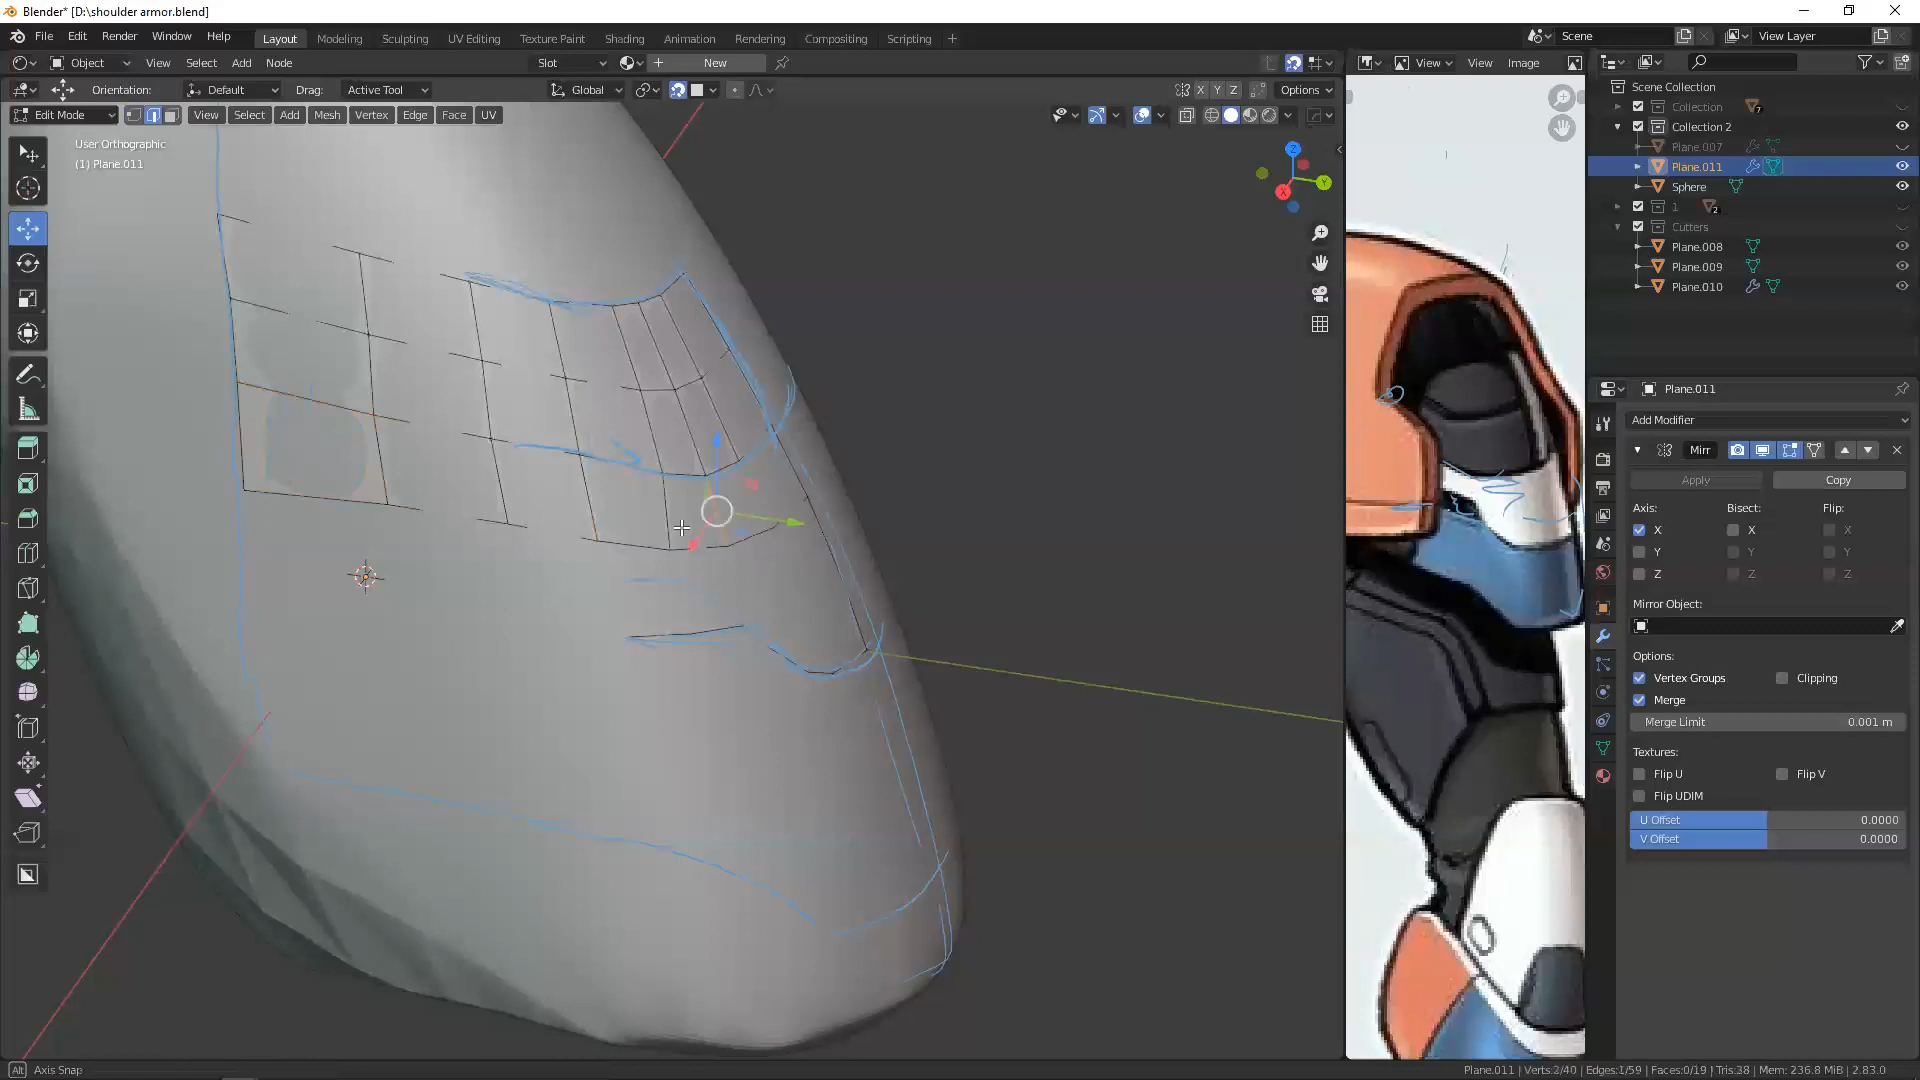 Blender* [D:\shoulder armor.blend]
File Edit Render Window Help
Layout Modeling Sculpting UV Editing Texture Paint Shading Animation Rendering Compositing Scripting
Scene
View Layer
Object View Select Add Node
Slot
New
View View Image
Orientation: Default Drag: Active Tool
Global
X Y Z Options
Edit Mode View Select Add Mesh Vertex Edge Face UV
User Orthographic
(1) Plane.011
Z
Y
X
Scene Collection
Collection 7
Collection 2
Plane.007
Plane.011
Sphere
1 2
Cutters
Plane.008
Plane.009
Plane.010
Plane.011
Add Modifier
Mirr
Apply Copy
Axis: Bisect: Flip:
X X X
Y Y Y
Z Z Z
Mirror Object:
Options:
Vertex Groups Clipping
Merge
Merge Limit 0.001 m
Textures:
Flip U Flip V
Flip UDIM
U Offset 0.0000
V Offset 0.0000
Alt Axis Snap
Plane.011 | Verts:2/40 | Edges:1/59 | Faces:0/19 | Tris:38 | Mem: 236.8 MiB | 2.83.0